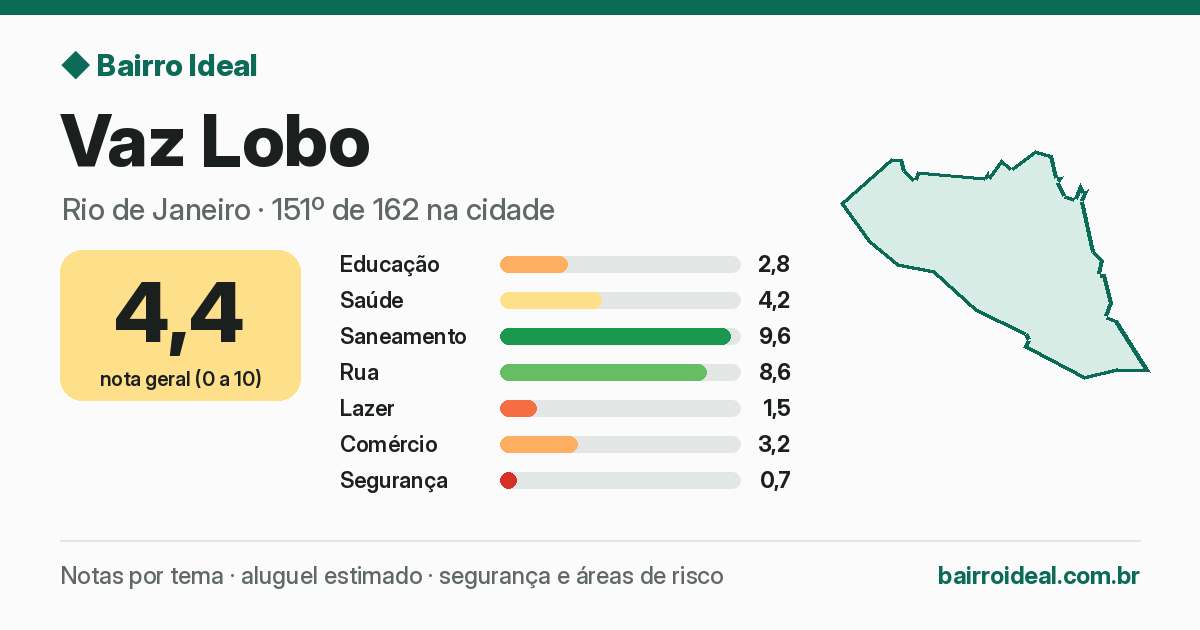 Bairro Ideal
Vaz Lobo
Rio de Janeiro · 151º de 162 na cidade
4,4
nota geral (0 a 10)
Educação 2,8
Saúde 4,2
Saneamento 9,6
Rua 8,6
Lazer 1,5
Comércio 3,2
Segurança 0,7
Notas por tema · aluguel estimado · segurança e áreas de risco
bairroideal.com.br